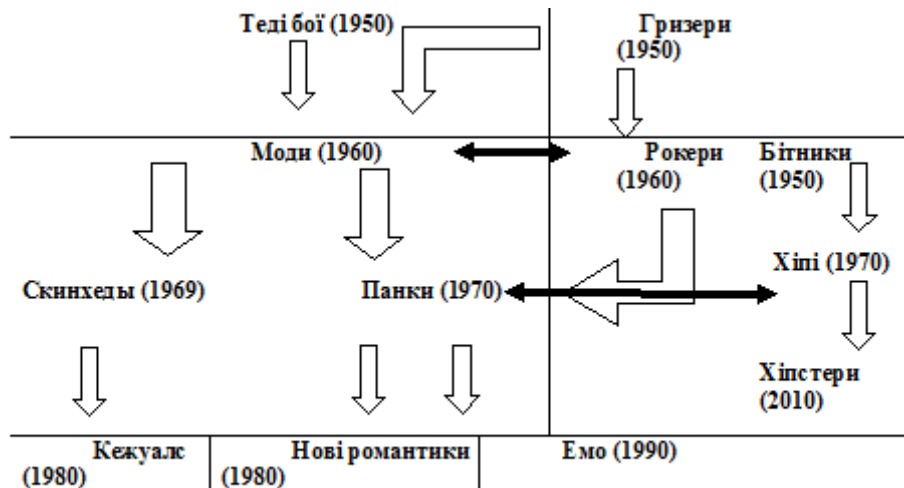 Теді бої (1950)
Гризери
(1950)
Моди (1960)
Рокери
(1960)
Бітники
(1950)
Скинхеды (1969)
Панки (1970)
Хіпі (1970)
Хіпстери
(2010)
Кежуалс
(1980)
Нові романтики
(1980)
Емо (1990)